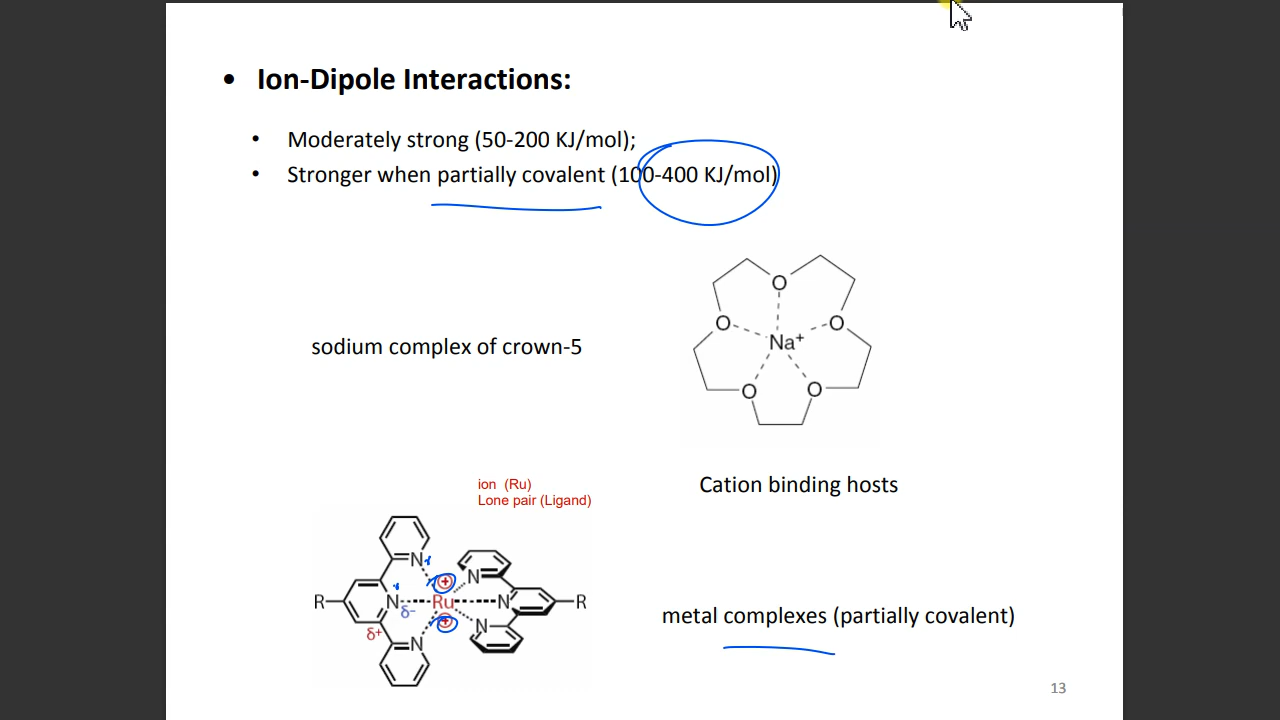 • Ion-Dipole Interactions:
• Moderately strong (50-200 KJ/mol);
• Stronger when partially covalent (100-400 KJ/mol)
O
O
O
Na⁺
O
O
sodium complex of crown-5
Cation binding hosts
ion (Ru)
Lone pair (Ligand)
N
+
N
R
N
δ−
Ru
N
R
δ+
+
N
N
metal complexes (partially covalent)
13